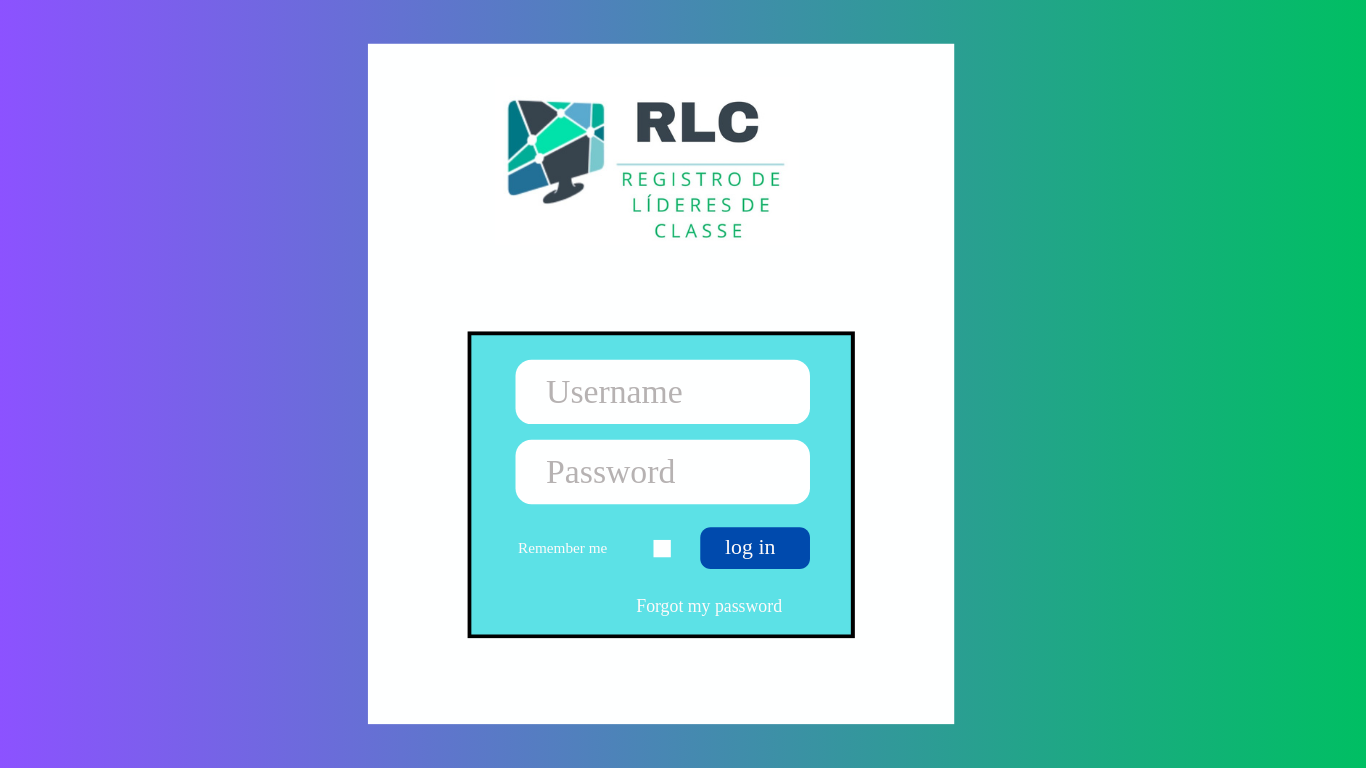 RLC
REGISTRO DE
LÍDERES DE
CLASSE
Username
Password
Remember me
log in
Forgot my password